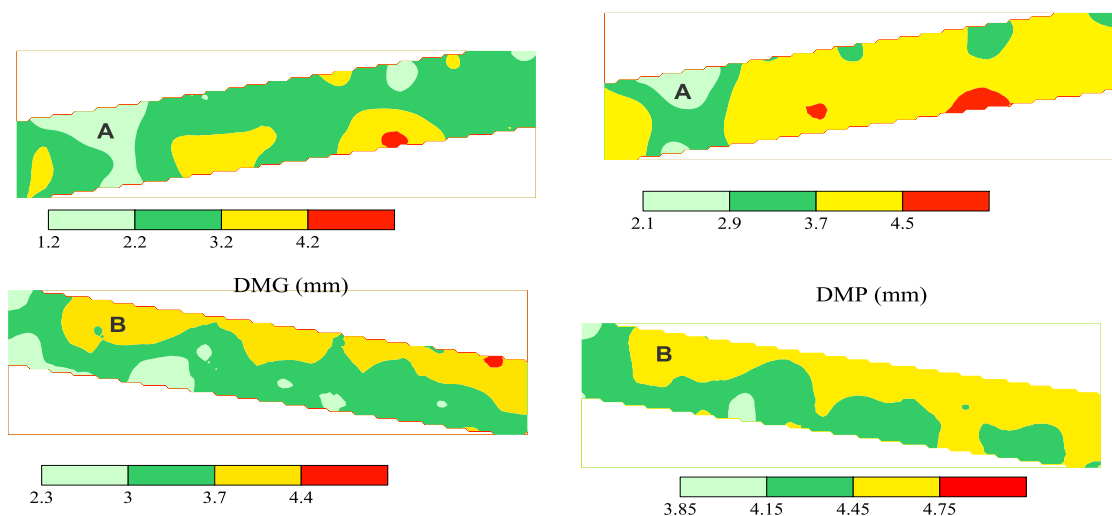 A
A
1.2 2.2 3.2 4.2
2.1 2.9 3.7 4.5
DMG (mm)
DMP (mm)
B
B
2.3 3 3.7 4.4
3.85 4.15 4.45 4.75